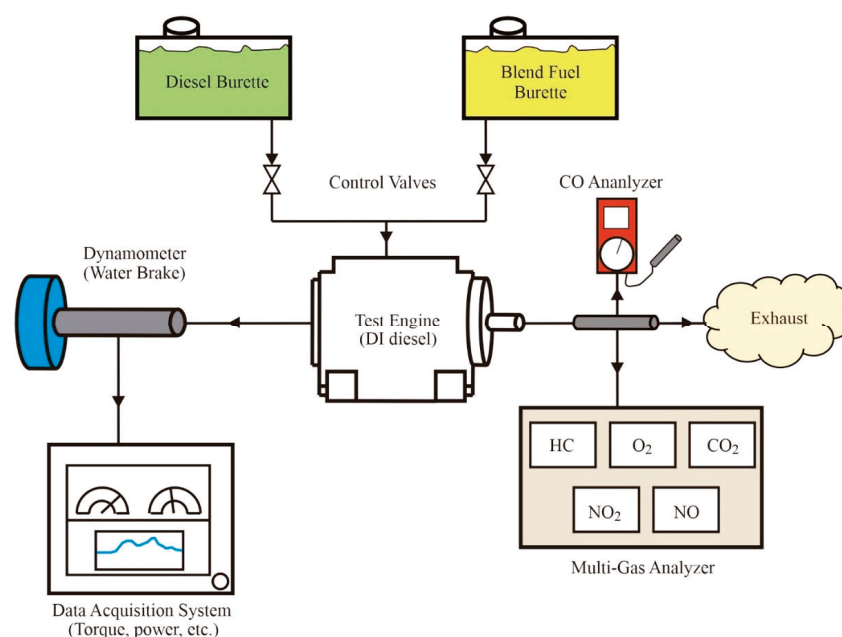 Diesel Burette
Blend Fuel
Burette
Control Valves
CO Ananlyzer
Dynamometer
(Water Brake)
Test Engine
(DI diesel)
Exhaust
HC
O₂
CO₂
NO₂
NO
Multi-Gas Analyzer
Data Acquisition System
(Torque, power, etc.)